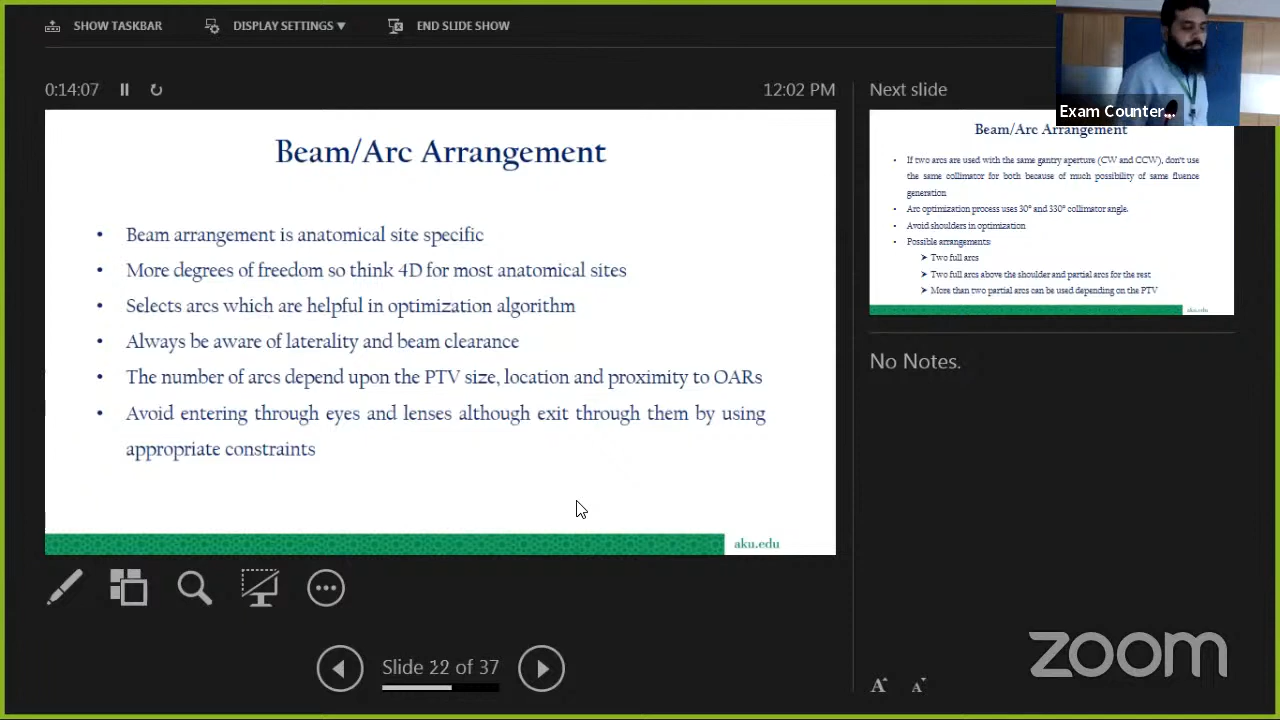 SHOW TASKBAR
DISPLAY SETTINGS ▼
END SLIDE SHOW
0:14:07
12:02 PM
Next slide
Exam Counter...
Beam/Arc Arrangement
• Beam arrangement is anatomical site specific
• More degrees of freedom so think 4D for most anatomical sites
• Selects arcs which are helpful in optimization algorithm
• Always be aware of laterality and beam clearance
• The number of arcs depend upon the PTV size, location and proximity to OARs
• Avoid entering through eyes and lenses although exit through them by using
appropriate constraints
aku.edu
Beam/Arc Arrangement
• If two arcs are used with the same gantry aperture (CW and CCW), don't use
the same collimator for both because of much possibility of same fluence
generation
• Arc optimization process uses 30° and 330° collimator angle.
• Avoid shoulders in optimization
• Possible arrangements:
➤ Two full arcs
➤ Two full arcs above the shoulder and partial arcs for the rest
➤ More than two partial arcs can be used depending on the PTV
aku.edu
No Notes.
Slide 22 of 37
A A
zoom